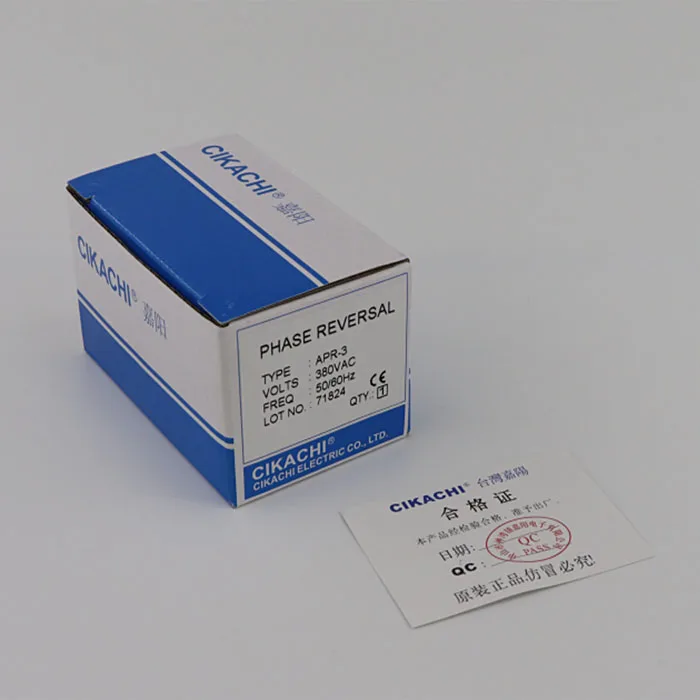 CIKACHI® 嘉阳
CIKACHI® 嘉阳
PHASE REVERSAL
TYPE : APR-3
VOLTS : 380VAC
FREQ : 50/60Hz CE
LOT NO. : 71824 QTY.: 1
CIKACHI®
CIKACHI ELECTRIC CO., LTD.
CIKACHI® 台灣嘉陽
合格证
本产品经检验合格、准予出厂.
日期:
QC:
QC
PASS
原装正品仿冒必究!